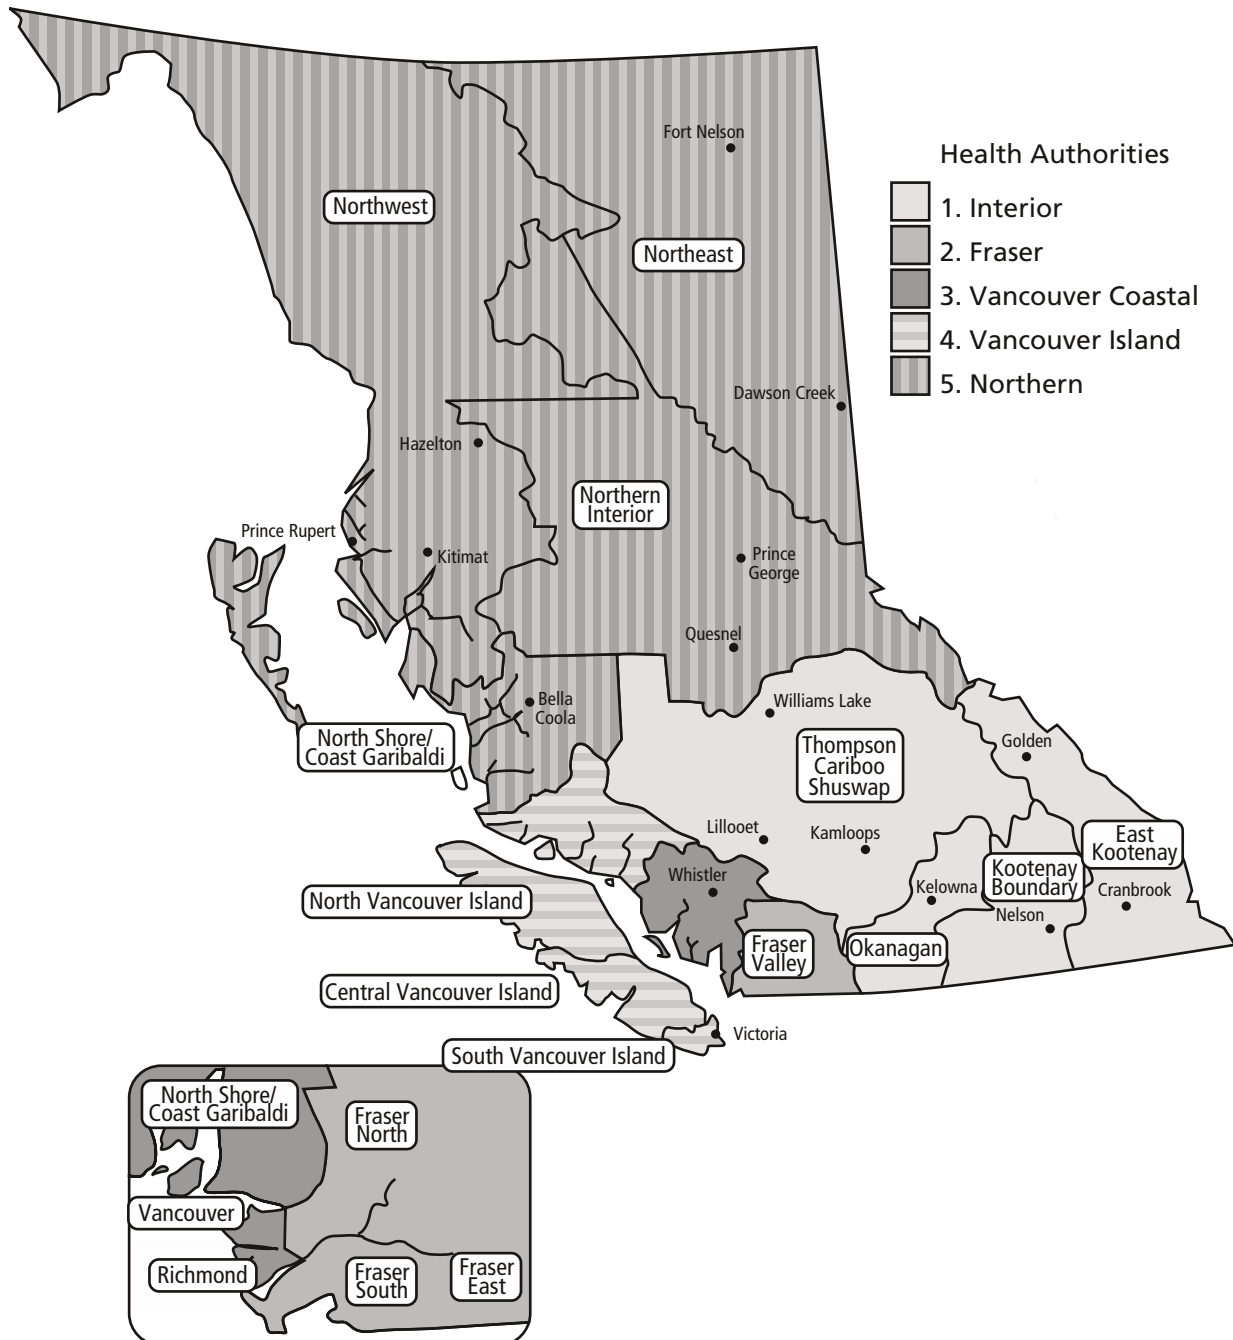 Fort Nelson
Health Authorities
1. Interior
2. Fraser
3. Vancouver Coastal
4. Vancouver Island
5. Northern
Northwest
Northeast
Dawson Creek
Hazelton
Northern
Interior
Prince Rupert
Kitimat
Prince
George
Quesnel
Bella
Coola
Williams Lake
North Shore/
Coast Garibaldi
Thompson
Cariboo
Shuswap
Golden
Lillooet
Kamloops
East
Kootenay
Whistler
Kelowna
Kootenay
Boundary
Cranbrook
Nelson
North Vancouver Island
Fraser
Valley
Okanagan
Central Vancouver Island
Victoria
South Vancouver Island
North Shore/
Coast Garibaldi
Fraser
North
Vancouver
Richmond
Fraser
South
Fraser
East